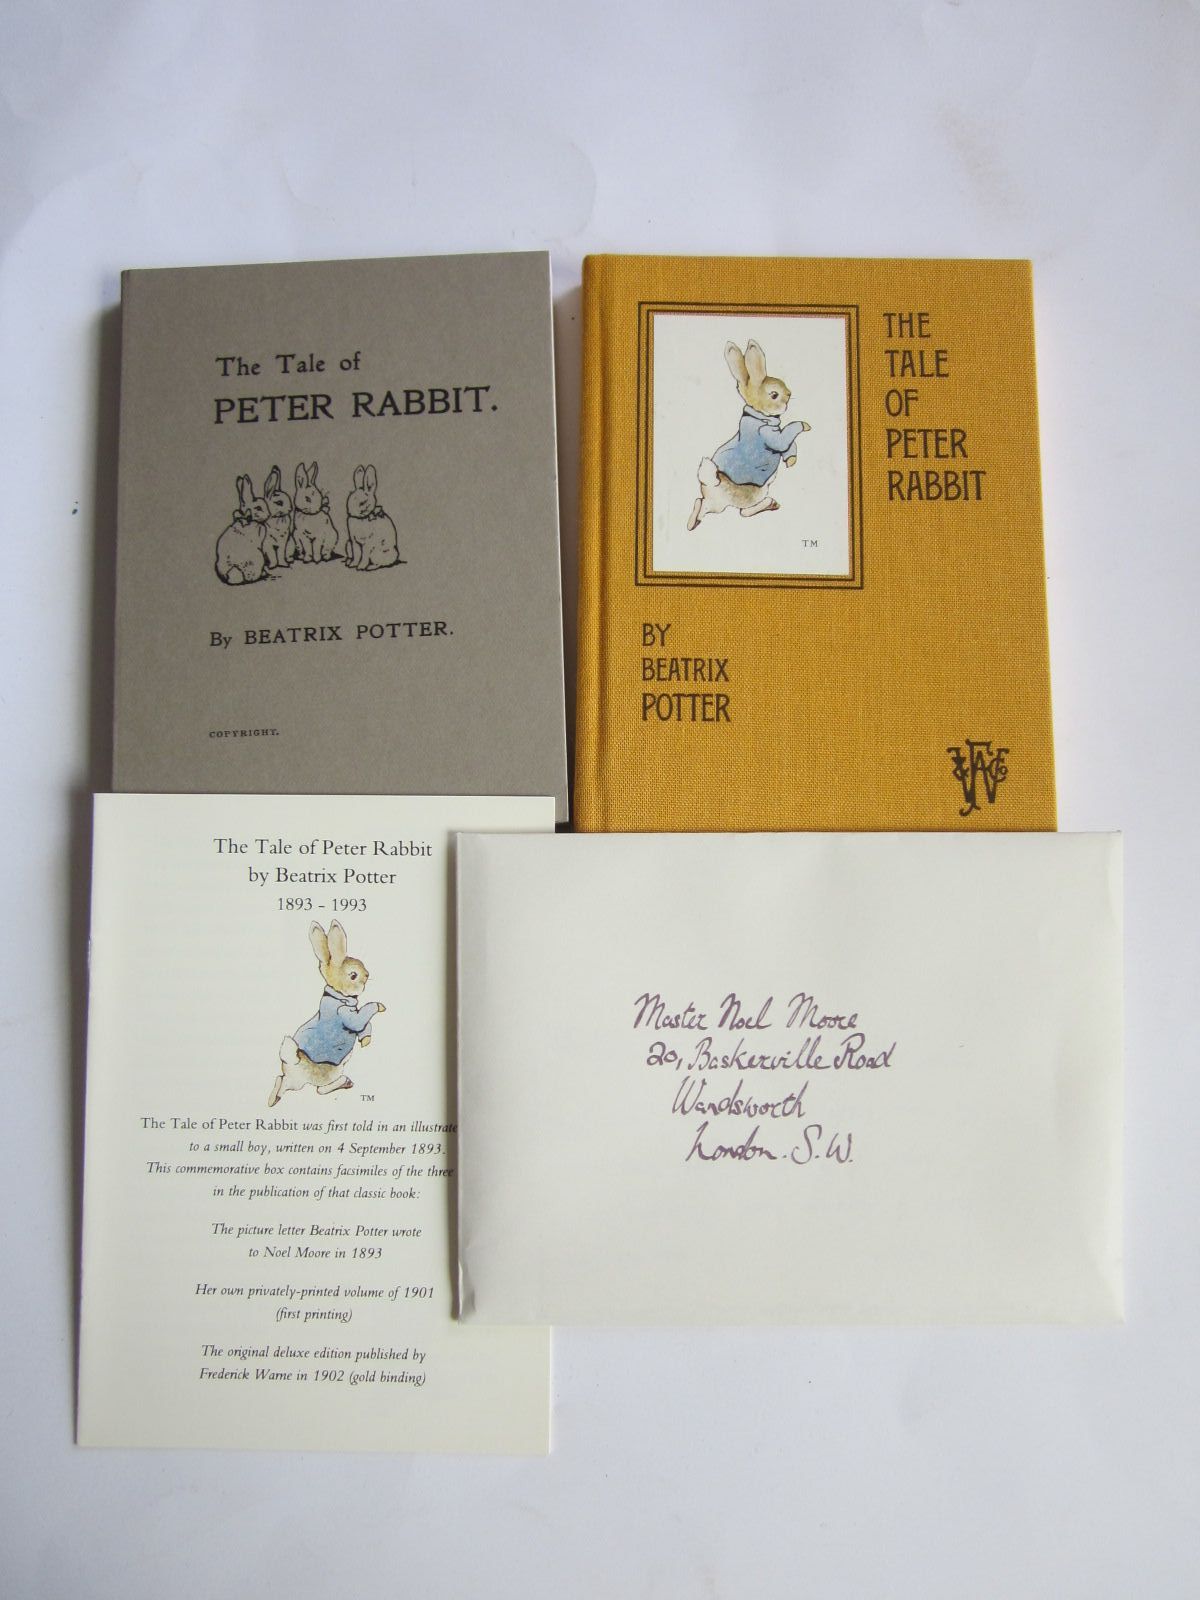 The Tale of
PETER RABBIT.
By BEATRIX POTTER.
COPYRIGHT.
THE
TALE
OF
PETER
RABBIT
TM
BY
BEATRIX
POTTER
The Tale of Peter Rabbit
by Beatrix Potter
1893 - 1993
TM
The Tale of Peter Rabbit was first told in an illustrate
to a small boy, written on 4 September 1893.
This commemorative box contains facsimiles of the three
in the publication of that classic book:
The picture letter Beatrix Potter wrote
to Noel Moore in 1893
Her own privately-printed volume of 1901
(first printing)
The original deluxe edition published by
Frederick Warne in 1902 (gold binding)
Master Noel Moore
20, Baskerville Road
Wandsworth
London. S.W.